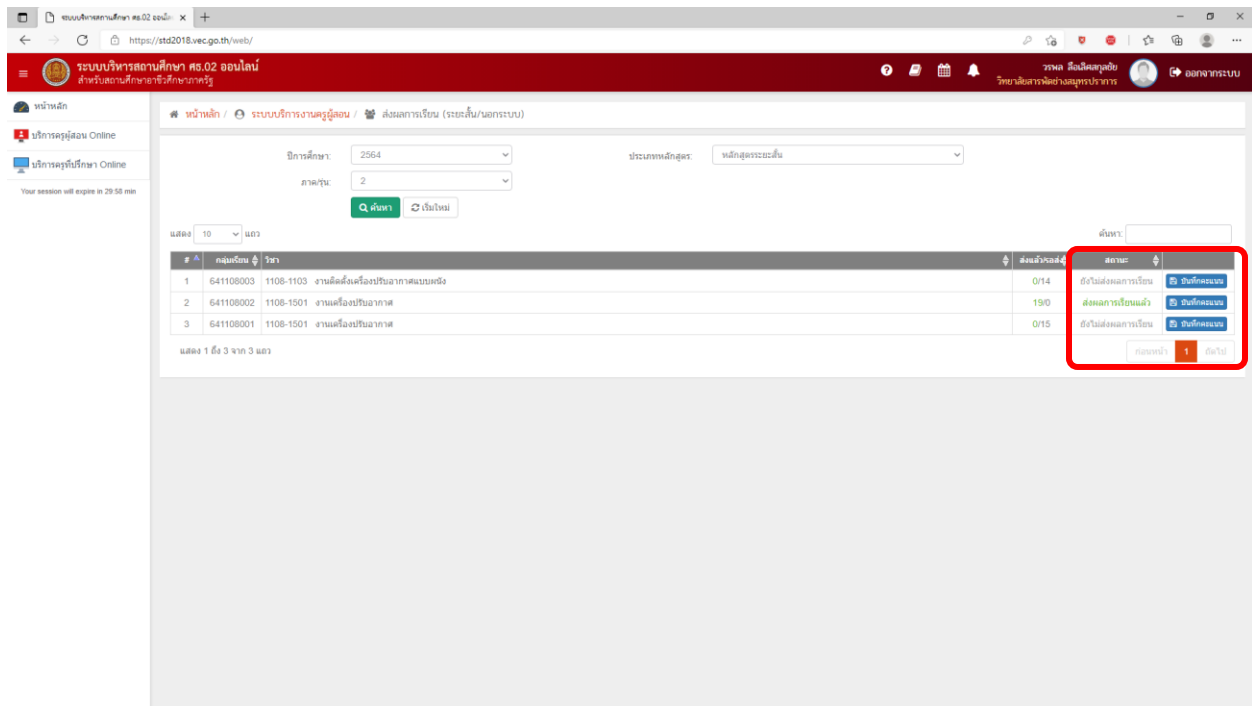 ระบบบริหารสถานศึกษา ศธ.02 ออนไลน์
https://std2018.vec.go.th/web/
ระบบบริหารสถานศึกษา ศธ.02 ออนไลน์
สำหรับสถานศึกษาอาชีวศึกษาภาครัฐ
วรพล ลือเลิศสกุลชัย
วิทยาลัยสารพัดช่างสมุทรปราการ
ออกจากระบบ
หน้าหลัก
บริการครูผู้สอน Online
บริการครูที่ปรึกษา Online
Your session will expire in 29:58 min
หน้าหลัก / ระบบบริการงานครูผู้สอน / ส่งผลการเรียน (ระยะสั้น/นอกระบบ)
ปีการศึกษา: 2564 ประเภทหลักสูตร: หลักสูตรระยะสั้น
ภาค/รุ่น: 2
ค้นหา เริ่มใหม่
แสดง 10 แถว ค้นหา:
# กลุ่มเรียน วิชา ส่งแล้ว/รอส่ง สถานะ
1 641108003 1108-1103 งานติดตั้งเครื่องปรับอากาศแบบผนัง 0/14 ยังไม่ส่งผลการเรียน บันทึกคะแนน
2 641108002 1108-1501 งานเครื่องปรับอากาศ 19/0 ส่งผลการเรียนแล้ว บันทึกคะแนน
3 641108001 1108-1501 งานเครื่องปรับอากาศ 0/15 ยังไม่ส่งผลการเรียน บันทึกคะแนน
แสดง 1 ถึง 3 จาก 3 แถว ก่อนหน้า 1 ถัดไป